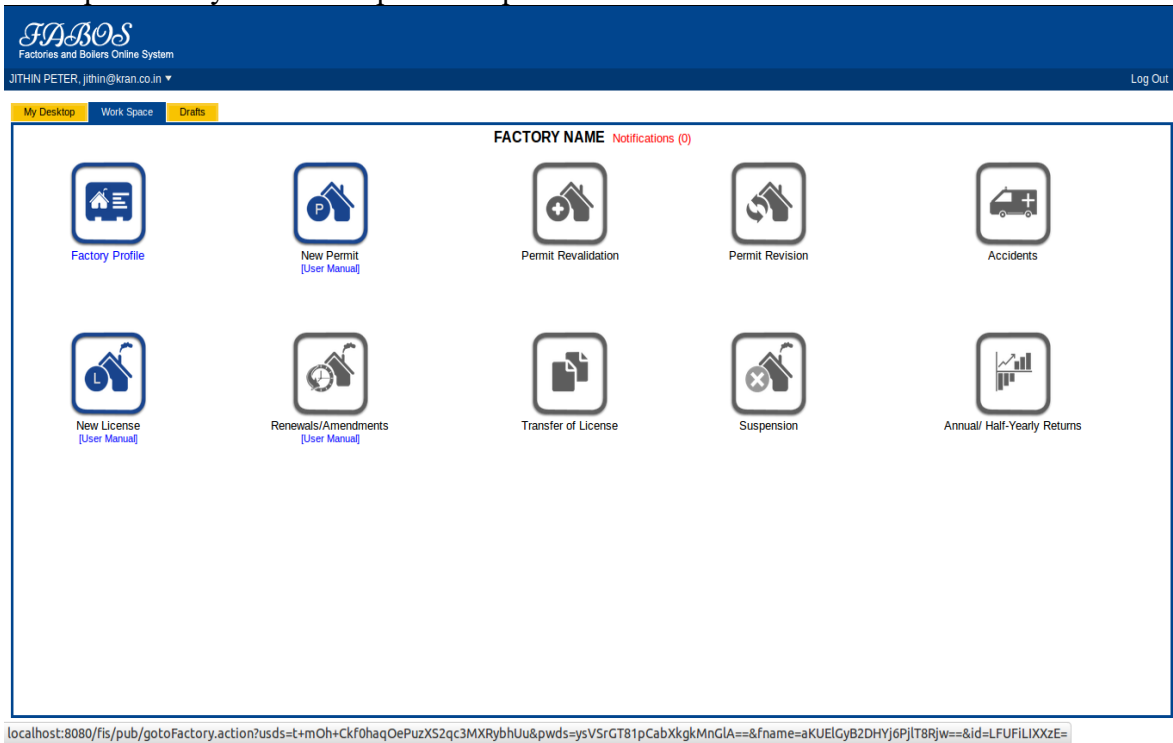 FABOS
Factories and Boilers Online System
JITHIN PETER, jithin@kran.co.in ▼
Log Out
My Desktop
Work Space
Drafts
FACTORY NAME Notifications (0)
Factory Profile
P
New Permit
[User Manual]
Permit Revalidation
Permit Revision
Accidents
L
New License
[User Manual]
Renewals/Amendments
[User Manual]
Transfer of License
Suspension
Annual/ Half-Yearly Returns
localhost:8080/fis/pub/gotoFactory.action?usds=t+mOh+Ckf0haqOePuzXS2qc3MXRybhUu&pwds=ysVSrGT81pCabXkgkMnGlA==&fname=aKUElGyB2DHYj6PjlT8Rjw==&id=LFUFiLIXXzE=